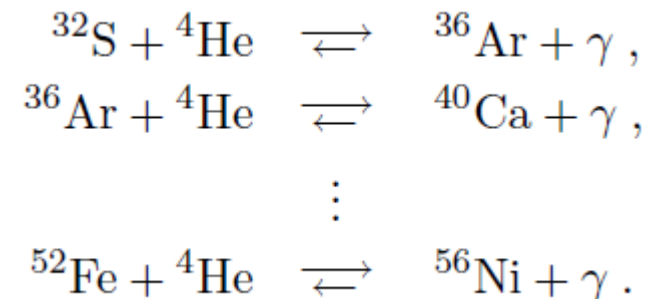 ³²S + ⁴He ⇌ ³⁶Ar + γ ,
³⁶Ar + ⁴He ⇌ ⁴⁰Ca + γ ,
⋮
⁵²Fe + ⁴He ⇌ ⁵⁶Ni + γ .